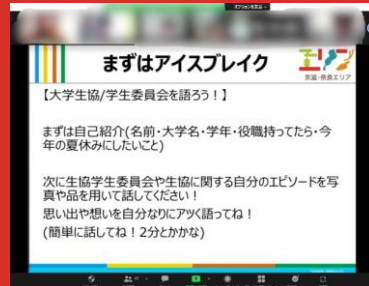 まずはアイスブレイク
京滋・奈良エリア
【大学生協/学生委員会を語ろう！】
まずは自己紹介(名前・大学名・学年・役職持ってたら・今
年の夏休みにしたいこと)
次に生協学生委員会や生協に関する自分のエピソードを写
真や品を用いて話してください！
思い出や想いを自分なりにアツく語ってね！
(簡単に話してね！2分とかかな)